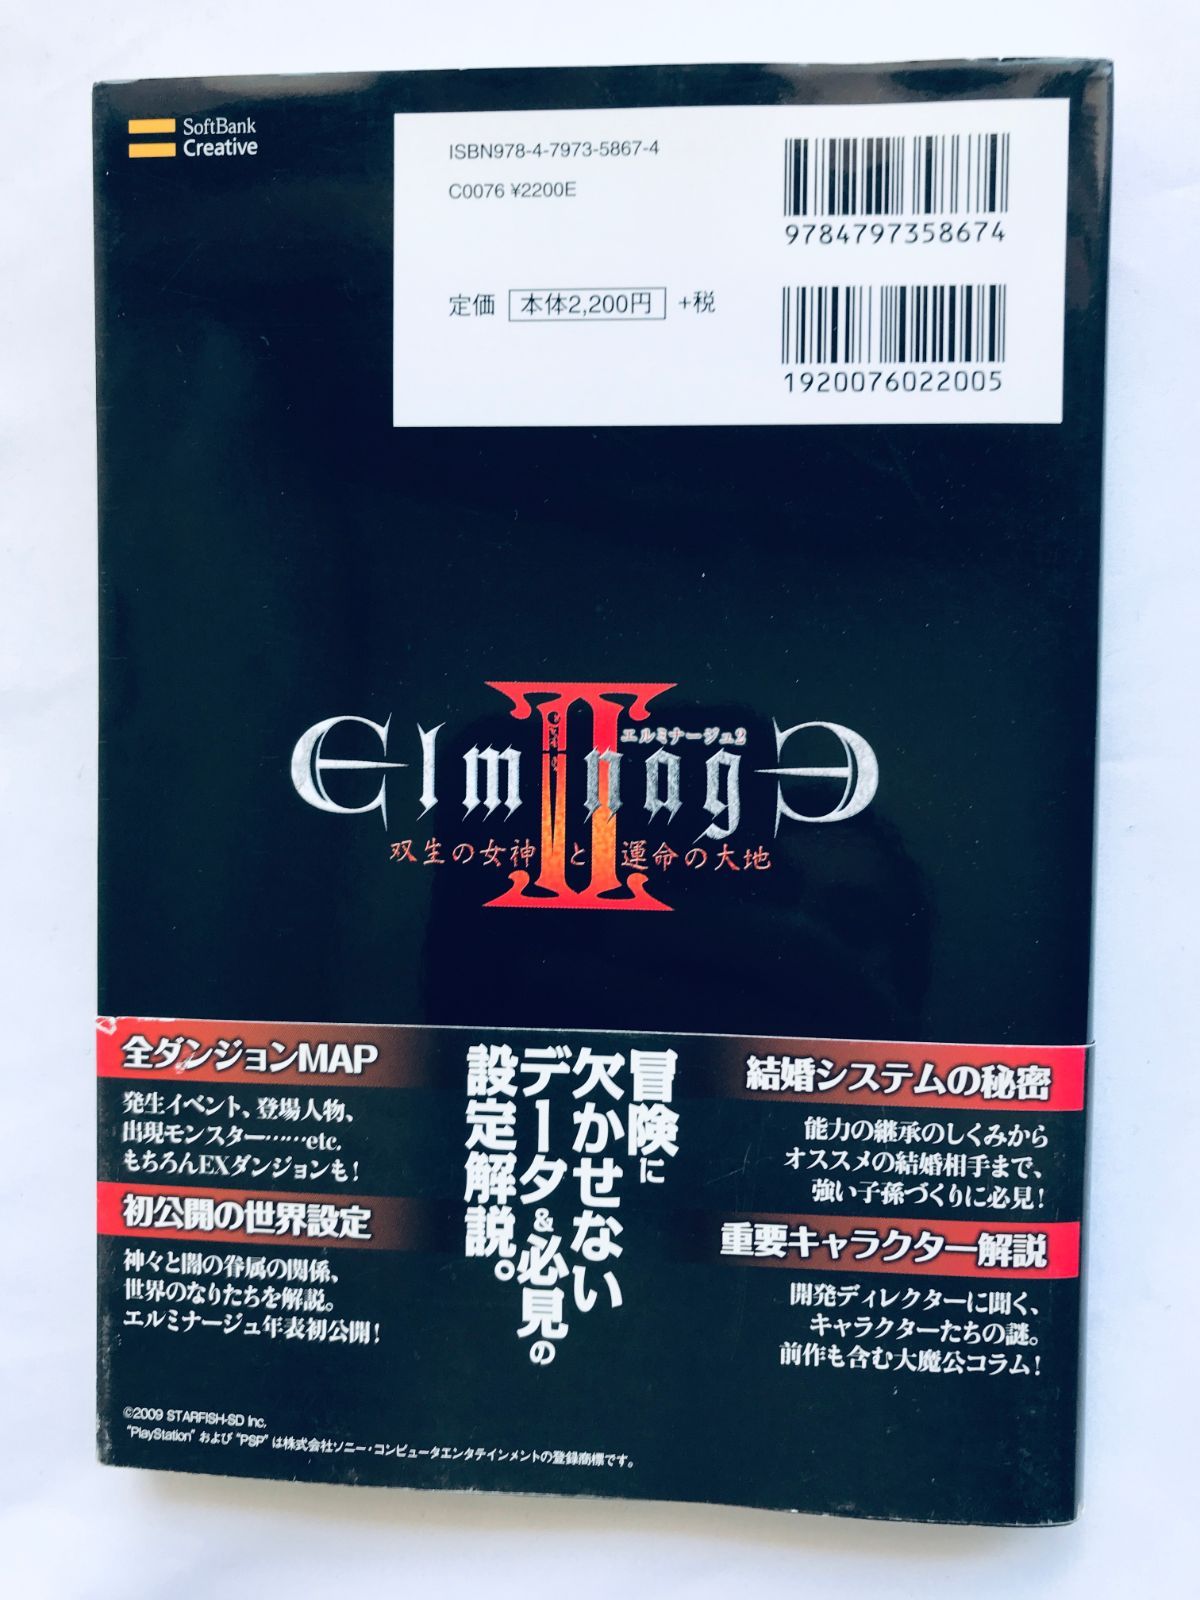 SoftBank
Creative
ISBN978-4-7973-5867-4
C0076 ¥2200E
9784797358674
定価 本体2,200円 +税
1920076022005
エルミナージュ2
ElmınagE
II
双生の女神と運命の大地
全ダンジョンMAP
発生イベント、登場人物、
出現モンスター……etc.
もちろんEXダンジョンも!
初公開の世界設定
神々と闇の眷属の関係、
世界のなりたちを解説。
エルミナージュ年表初公開!
冒険に
欠かせない
データ&必見の
設定解説。
結婚システムの秘密
能力の継承のしくみから
オススメの結婚相手まで、
強い子孫づくりに必見!
重要キャラクター解説
開発ディレクターに聞く、
キャラクターたちの謎。
前作も含む大魔公コラム!
©2009 STARFISH-SD Inc.
"PlayStation" および "PSP" は株式会社ソニー・コンピュータエンタテインメントの登録商標です。